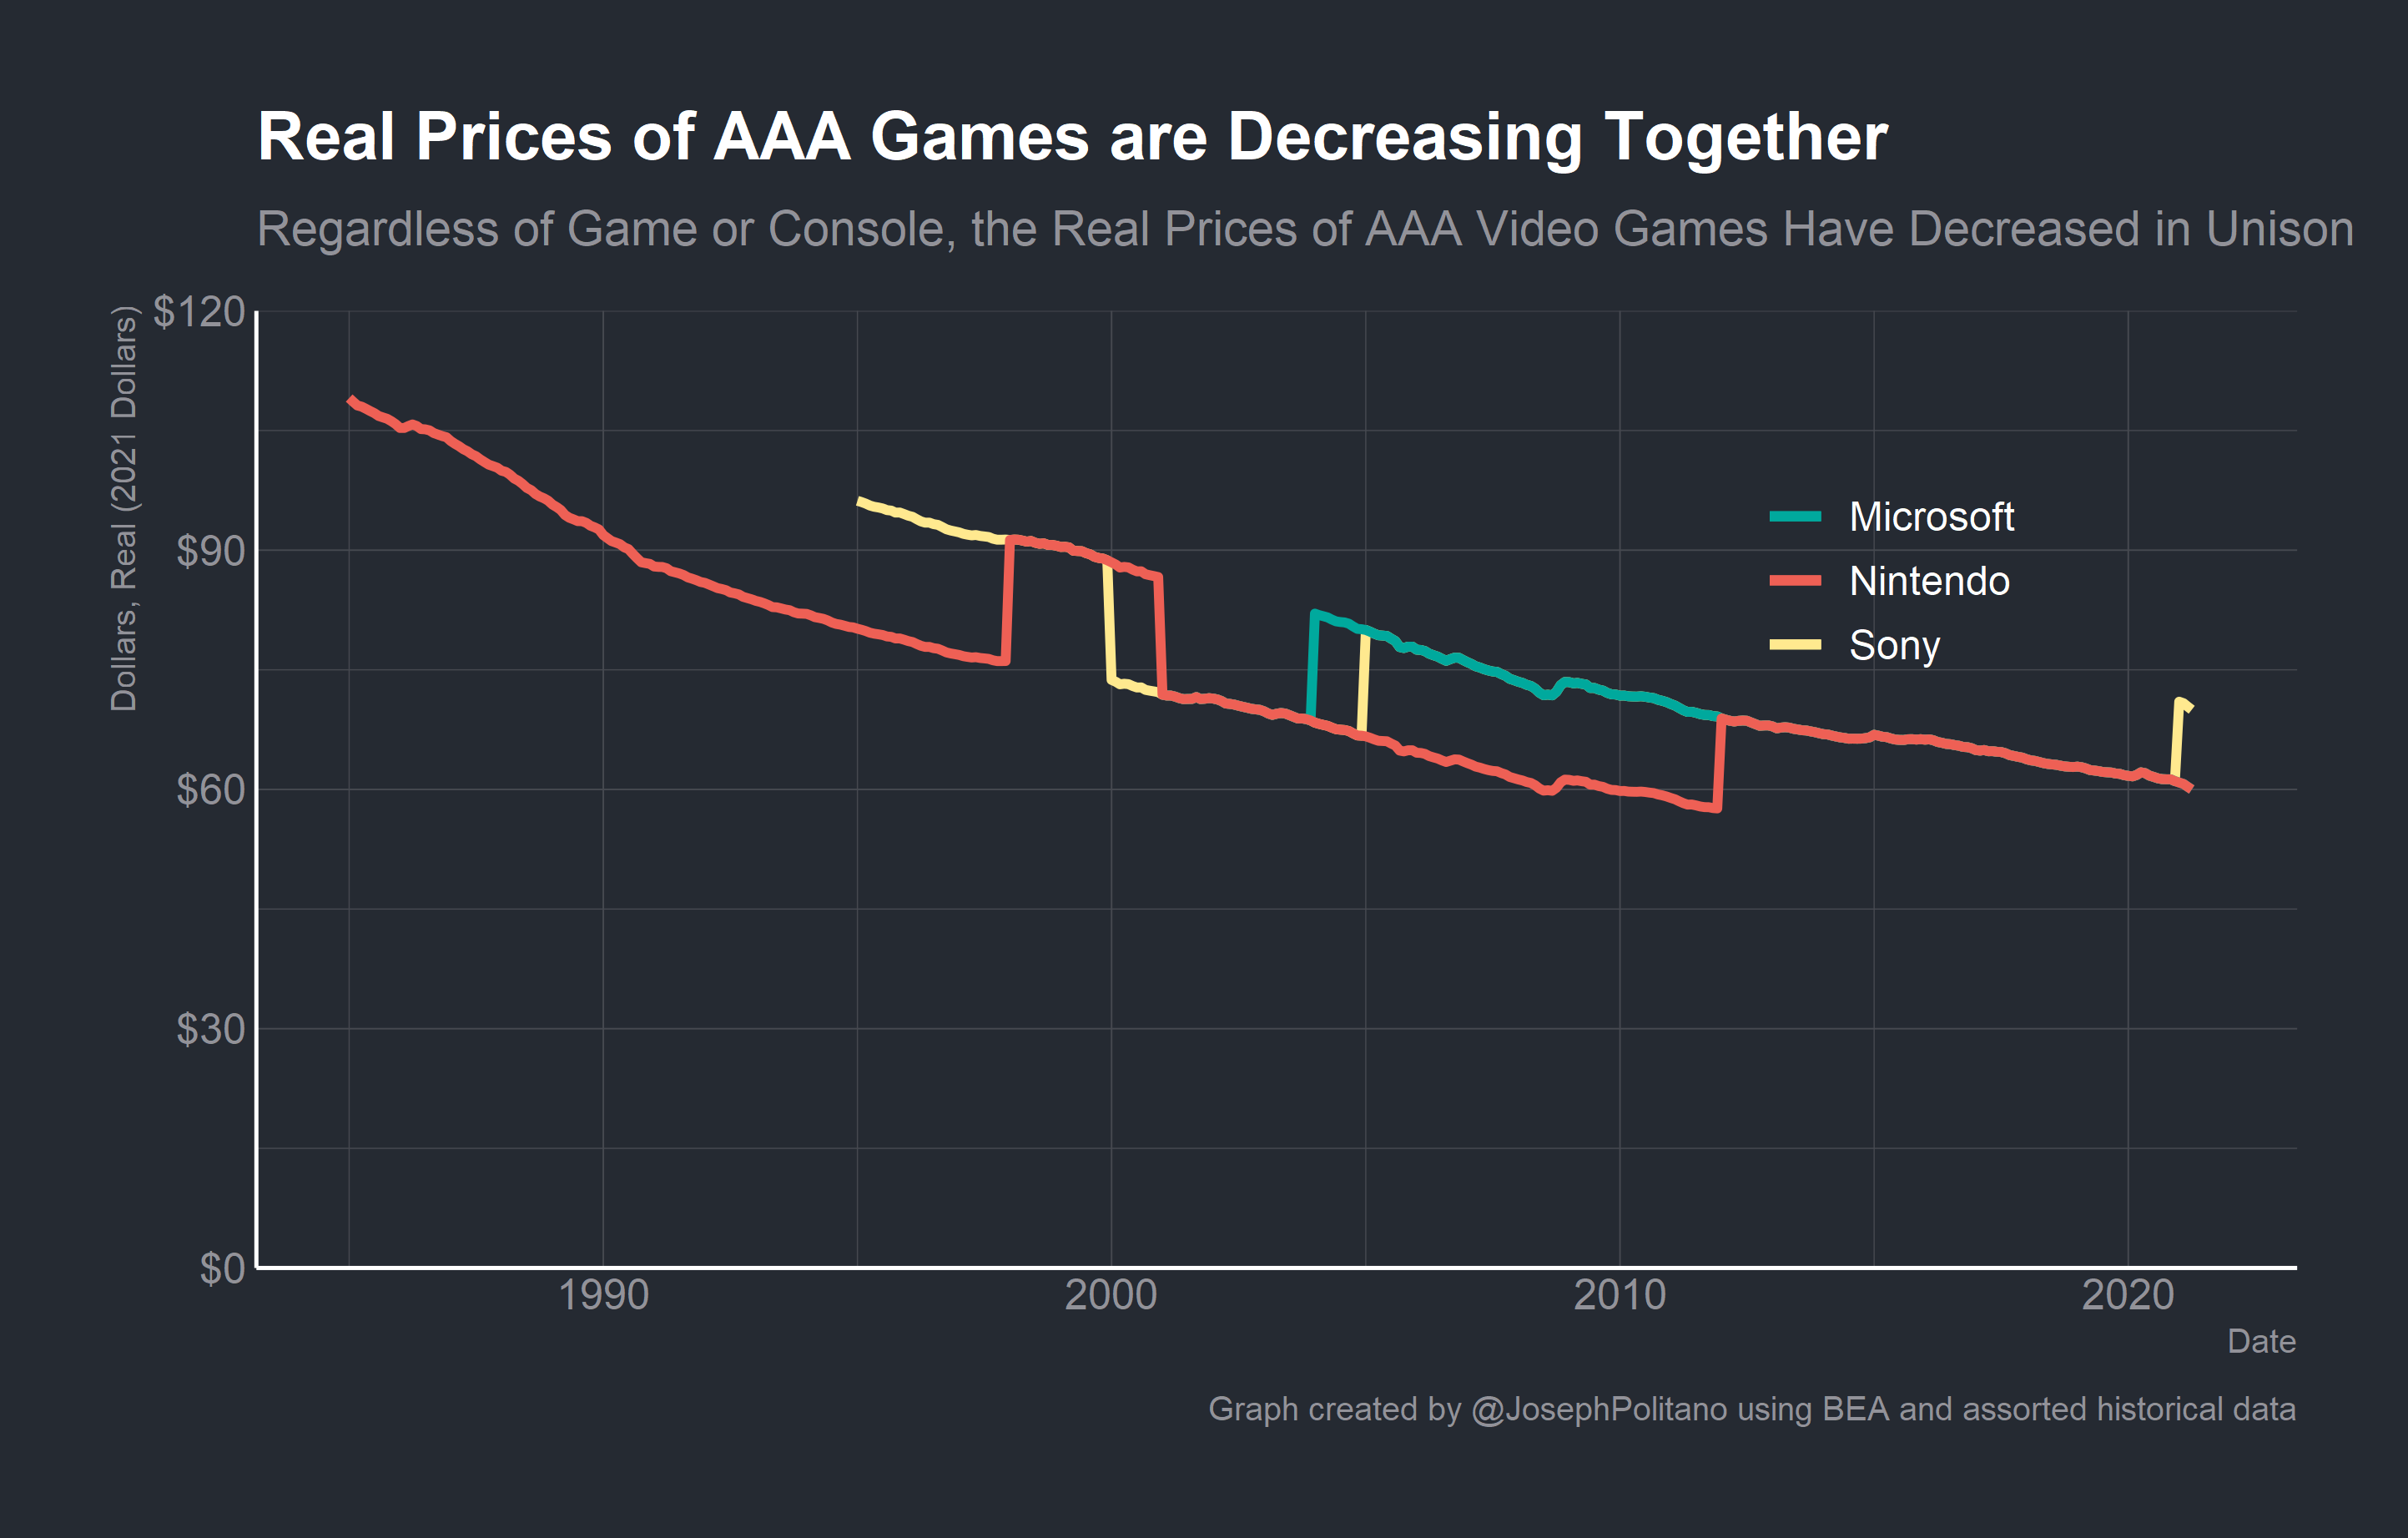 Real Prices of AAA Games are Decreasing Together
Regardless of Game or Console, the Real Prices of AAA Video Games Have Decreased in Unison
Dollars, Real (2021 Dollars)
$120
$90
$60
$30
$0
Microsoft
Nintendo
Sony
1990
2000
2010
2020
Date
Graph created by @JosephPolitano using BEA and assorted historical data